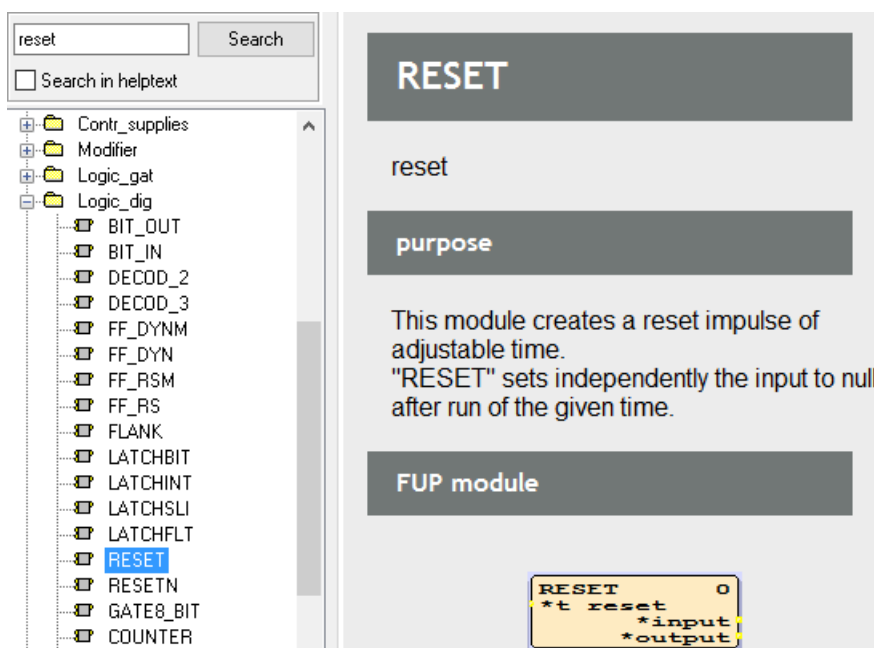 reset
Search
Search in helptext
Contr_supplies
Modifier
Logic_gat
Logic_dig
BIT_OUT
BIT_IN
DECOD_2
DECOD_3
FF_DYNM
FF_DYN
FF_RSM
FF_RS
FLANK
LATCHBIT
LATCHINT
LATCHSLI
LATCHFLT
RESET
RESETN
GATE8_BIT
COUNTER
RESET
reset
purpose
This module creates a reset impulse of
adjustable time.
"RESET" sets independently the input to null
after run of the given time.
FUP module
RESET 0
*t reset
*input
*output